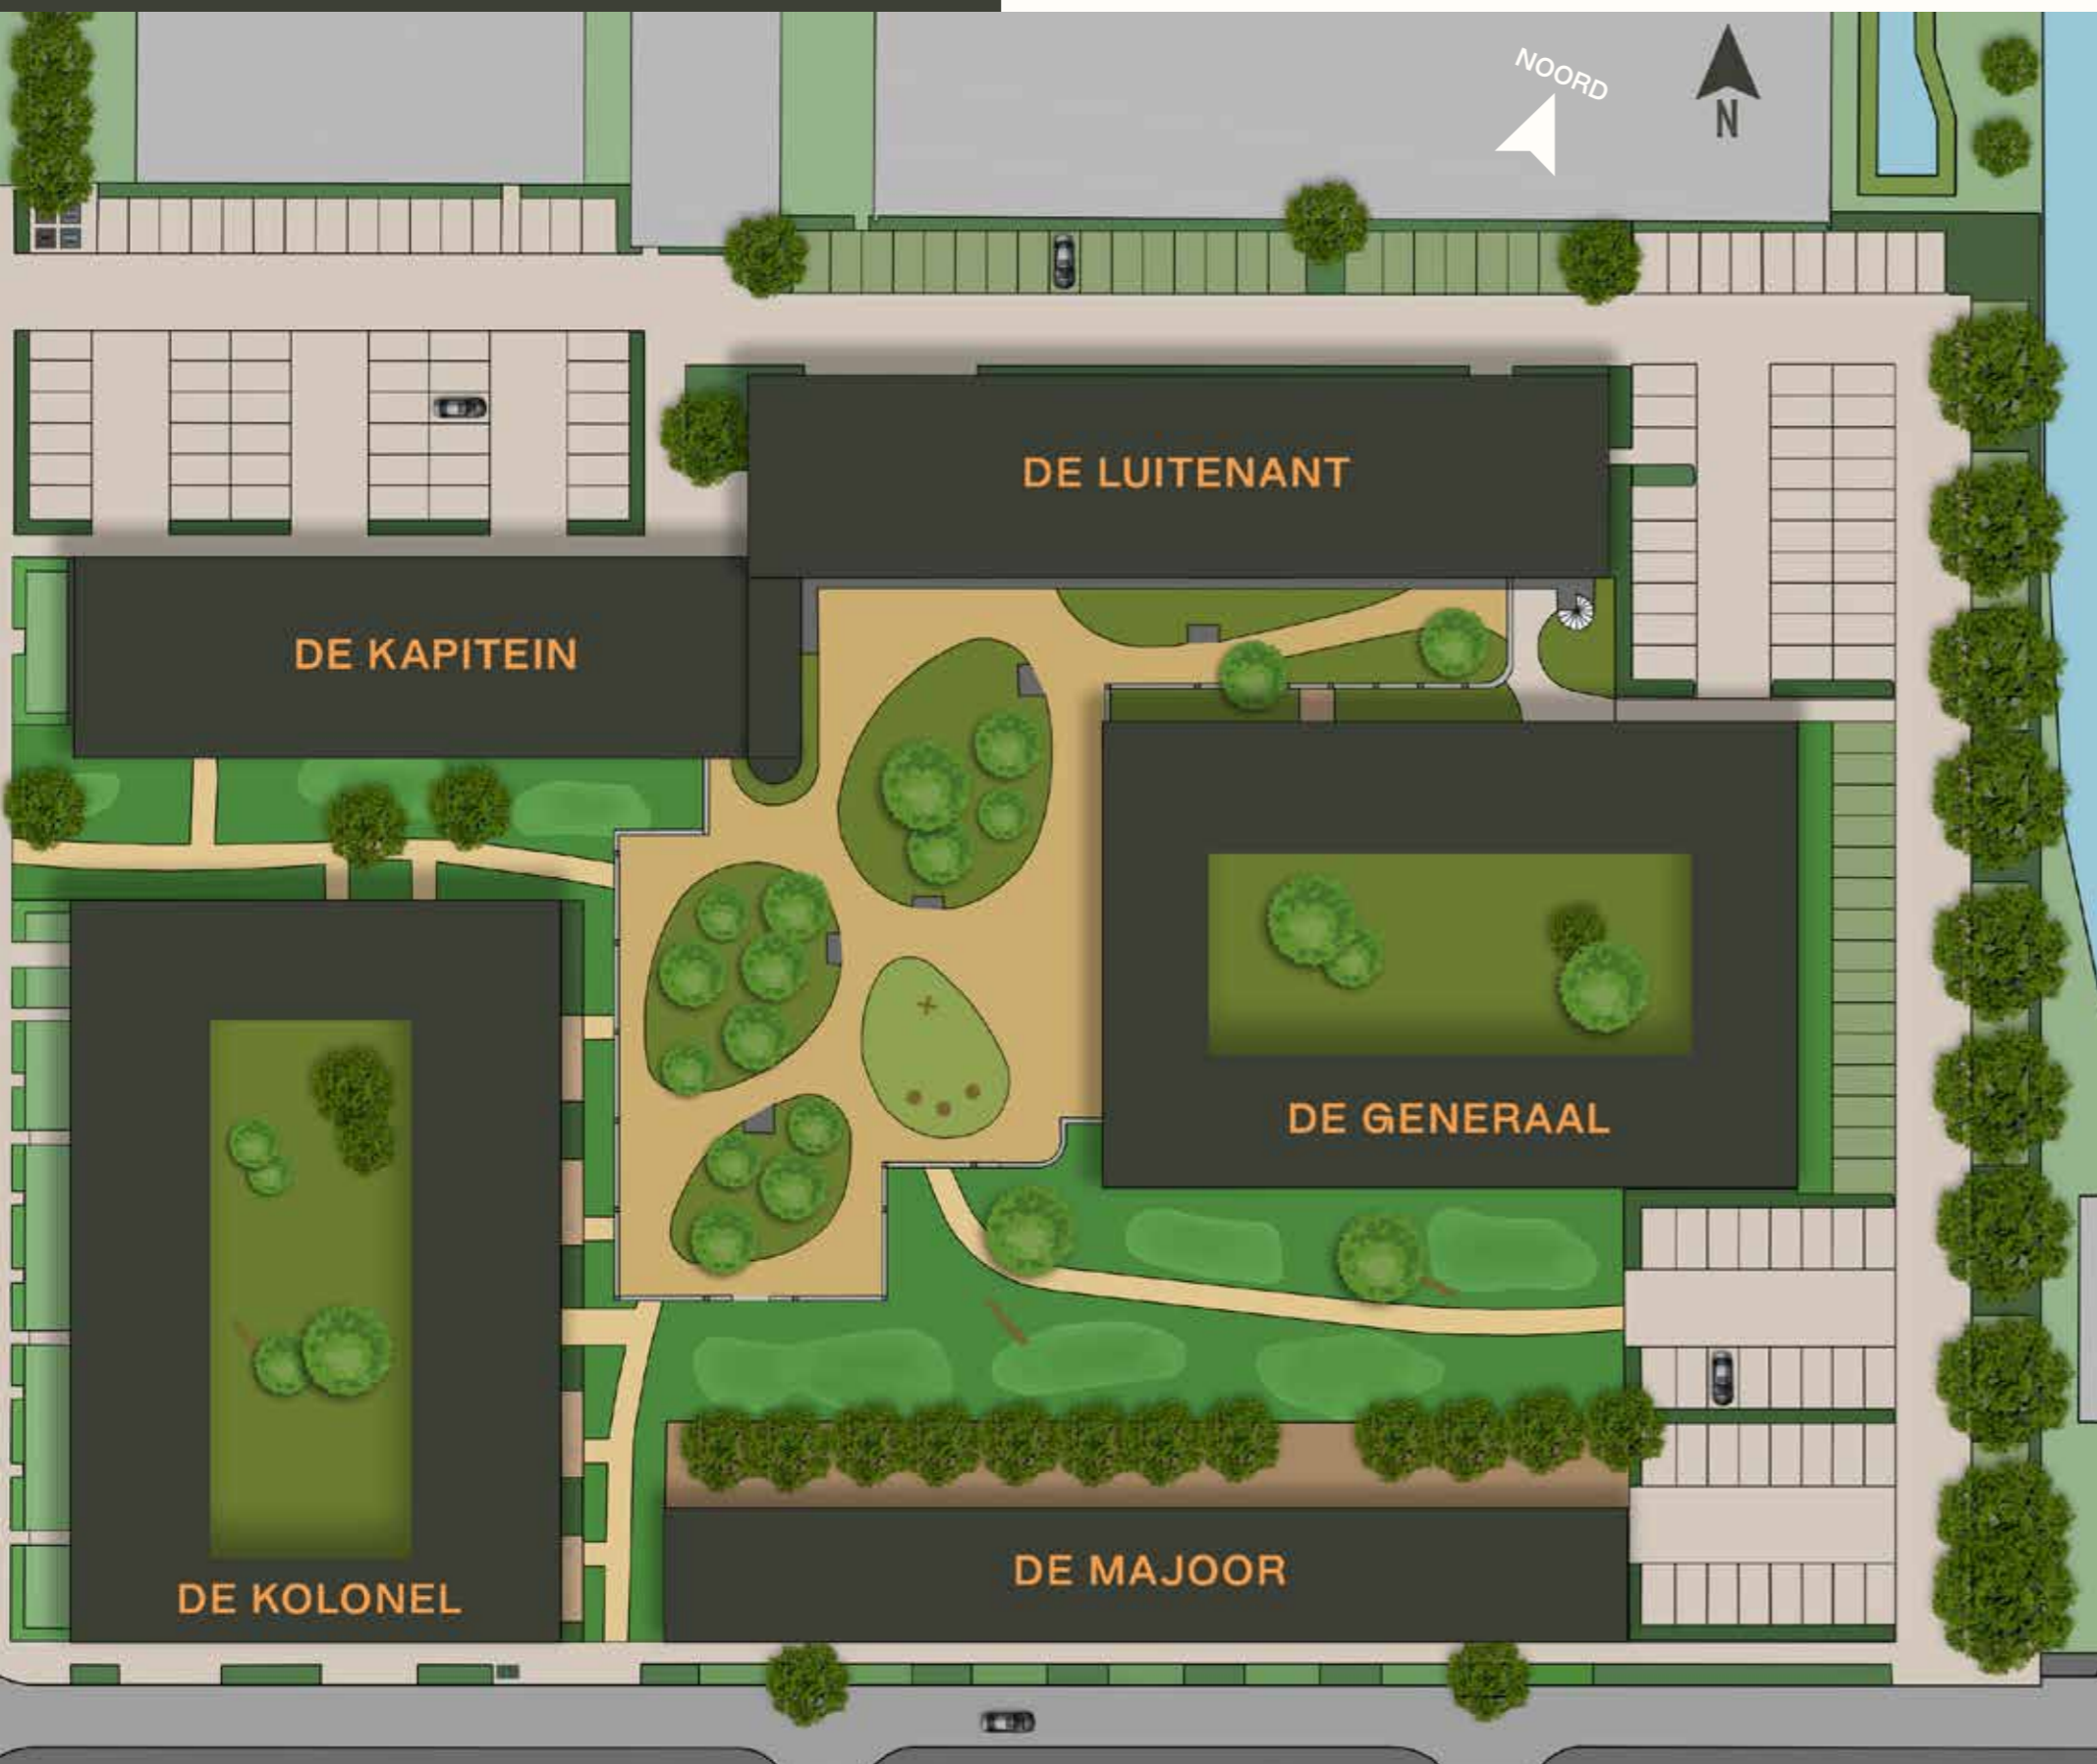 NOORD
N
DE LUITENANT
DE KAPITEIN
DE GENERAAL
DE KOLONEL
DE MAJOOR